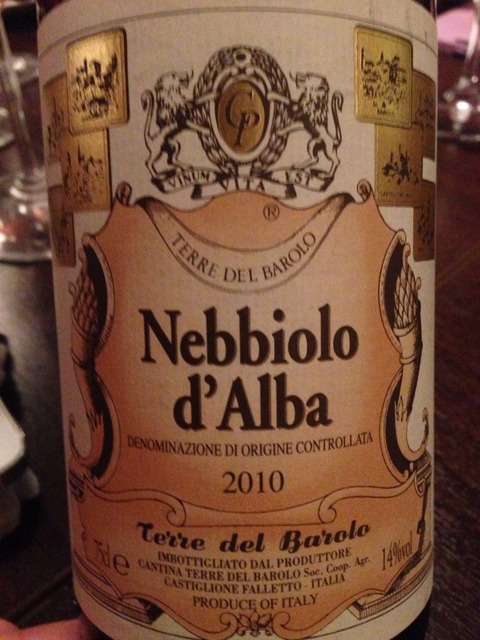 GP
VINUM VITA EST
®
TERRE DEL BAROLO
Nebbiolo
d'Alba
DENOMINAZIONE DI ORIGINE CONTROLLATA
2010
Terre del Barolo
IMBOTTIGLIATO DAL PRODUTTORE
75cl e CANTINA TERRE DEL BAROLO Soc. Coop. Agr. 14%vol
CASTIGLIONE FALLETTO - ITALIA
PRODUCE OF ITALY